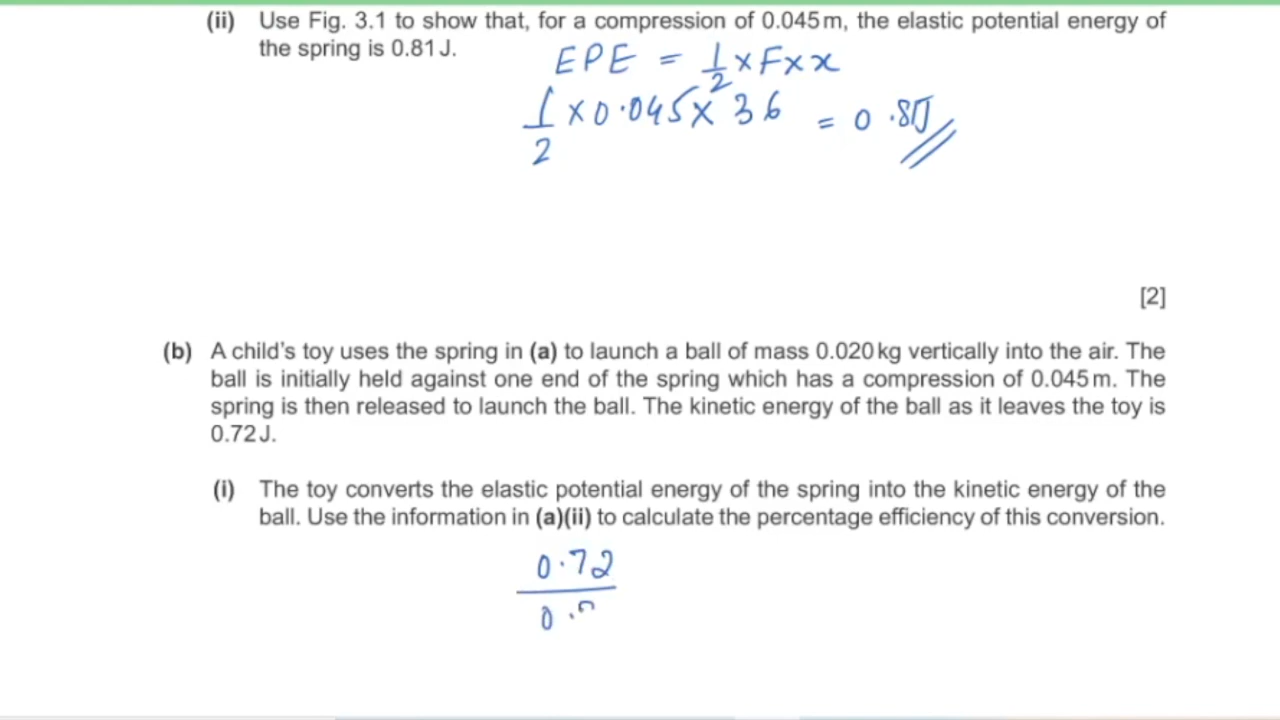 (ii) Use Fig. 3.1 to show that, for a compression of 0.045 m, the elastic potential energy of
the spring is 0.81 J.
EPE = 1/2 × F × x
1/2 × 0.045 × 36 = 0.81J
[2]
(b) A child's toy uses the spring in (a) to launch a ball of mass 0.020 kg vertically into the air. The
ball is initially held against one end of the spring which has a compression of 0.045 m. The
spring is then released to launch the ball. The kinetic energy of the ball as it leaves the toy is
0.72 J.
(i) The toy converts the elastic potential energy of the spring into the kinetic energy of the
ball. Use the information in (a)(ii) to calculate the percentage efficiency of this conversion.
0.72
0.